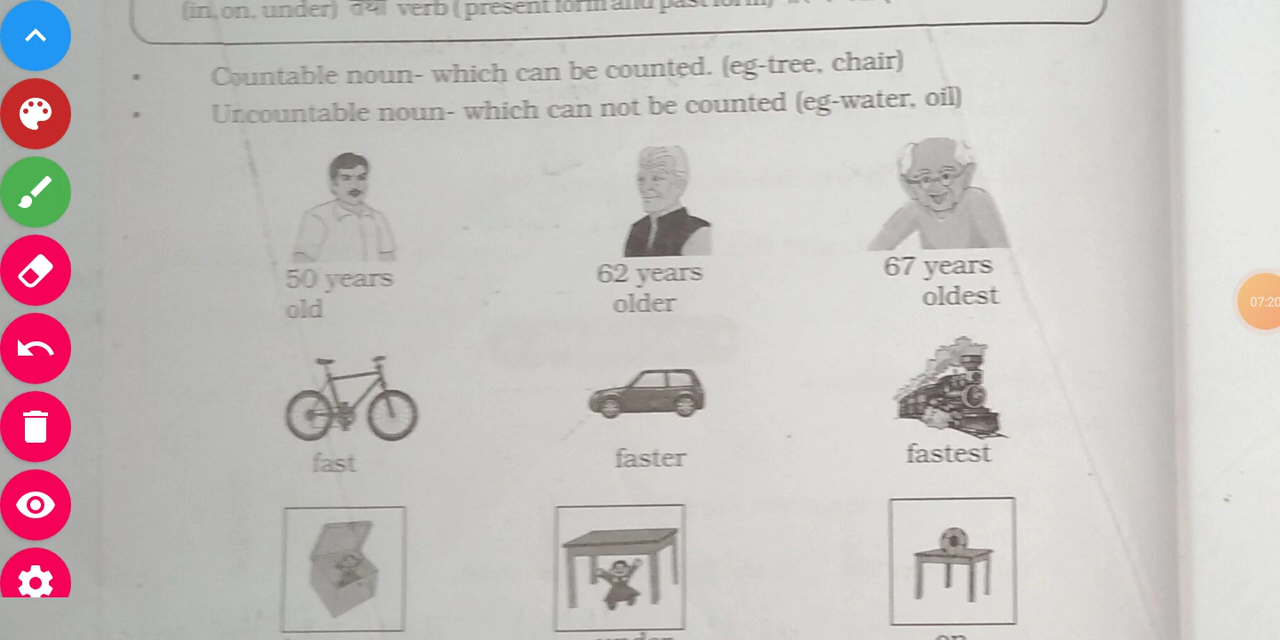 (in, on, under) तथा verb (present form and past form)
• Countable noun- which can be counted. (eg-tree, chair)
• Uncountable noun- which can not be counted (eg-water, oil)
50 years 62 years 67 years
old older oldest
fast faster fastest
under on
07:20